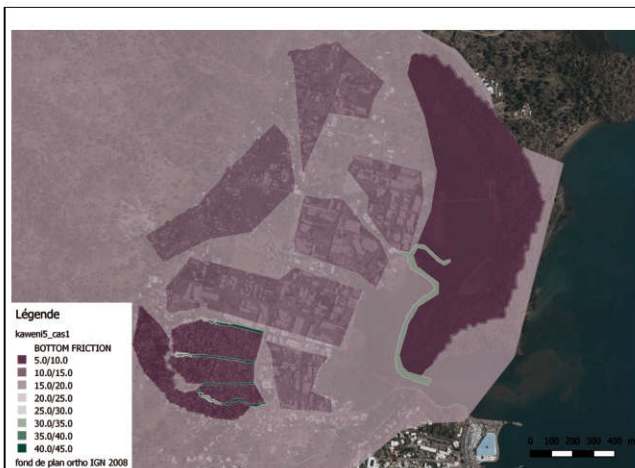 Légende
kaweni5_cas1
BOTTOM FRICTION
5.0/10.0
10.0/15.0
15.0/20.0
20.0/25.0
25.0/30.0
30.0/35.0
35.0/40.0
40.0/45.0
fond de plan ortho IGN 2008
0 100 200 300 400 m